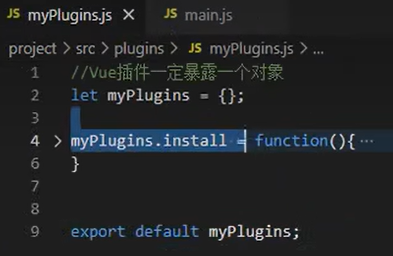 JS myPlugins.js × JS main.js
project > src > plugins > JS myPlugins.js > ...
1 //Vue插件一定暴露一个对象
2 let myPlugins = {};
3
4 > myPlugins.install = function(){ ···
6 }
7
8
9 export default myPlugins;